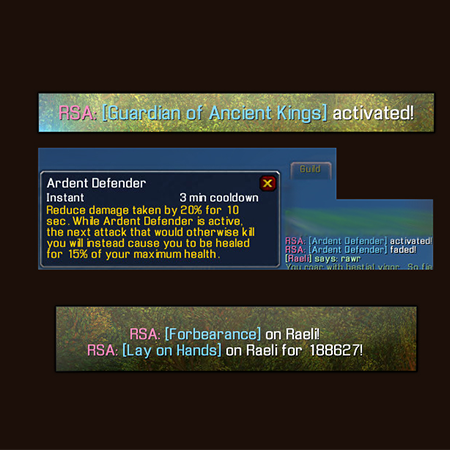 RSA: [Guardian of Ancient Kings] activated!
Guild
Ardent Defender
Instant 3 min cooldown
Reduce damage taken by 20% for 10
sec. While Ardent Defender is active,
the next attack that would otherwise kill
you will instead cause you to be healed
for 15% of your maximum health.
RSA: [Ardent Defender] activated!
RSA: [Ardent Defender] faded!
[Raeli] says: rawr
You roar with bestial vigor. So fie
RSA: [Forbearance] on Raeli!
RSA: [Lay on Hands] on Raeli for 188627!